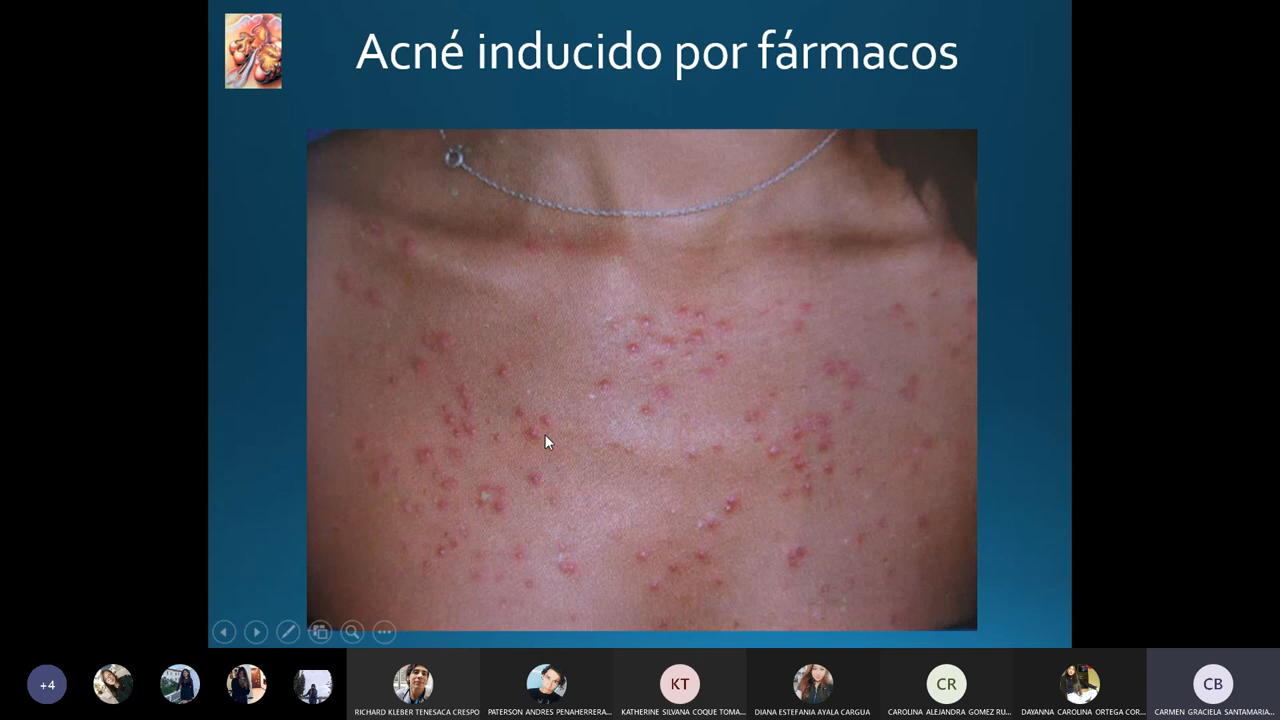 Acné inducido por fármacos
+4
RICHARD KLEBER TENESACA CRESPO
PATERSON ANDRES PENAHERRERA...
KT
KATHERINE SILVANA COQUE TOMA...
DIANA ESTEFANIA AYALA CARGUA
CR
CAROLINA ALEJANDRA GOMEZ RU...
DAYANNA CAROLINA ORTEGA COR...
CB
CARMEN GRACIELA SANTAMARIA...